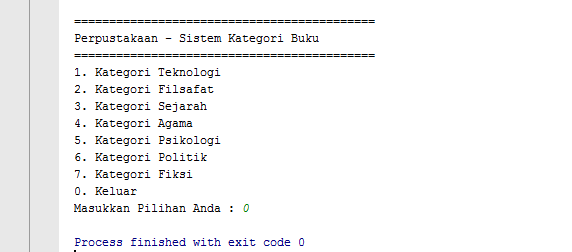 ===========================================
Perpustakaan - Sistem Kategori Buku
===========================================
1. Kategori Teknologi
2. Kategori Filsafat
3. Kategori Sejarah
4. Kategori Agama
5. Kategori Psikologi
6. Kategori Politik
7. Kategori Fiksi
0. Keluar
Masukkan Pilihan Anda : 0
Process finished with exit code 0